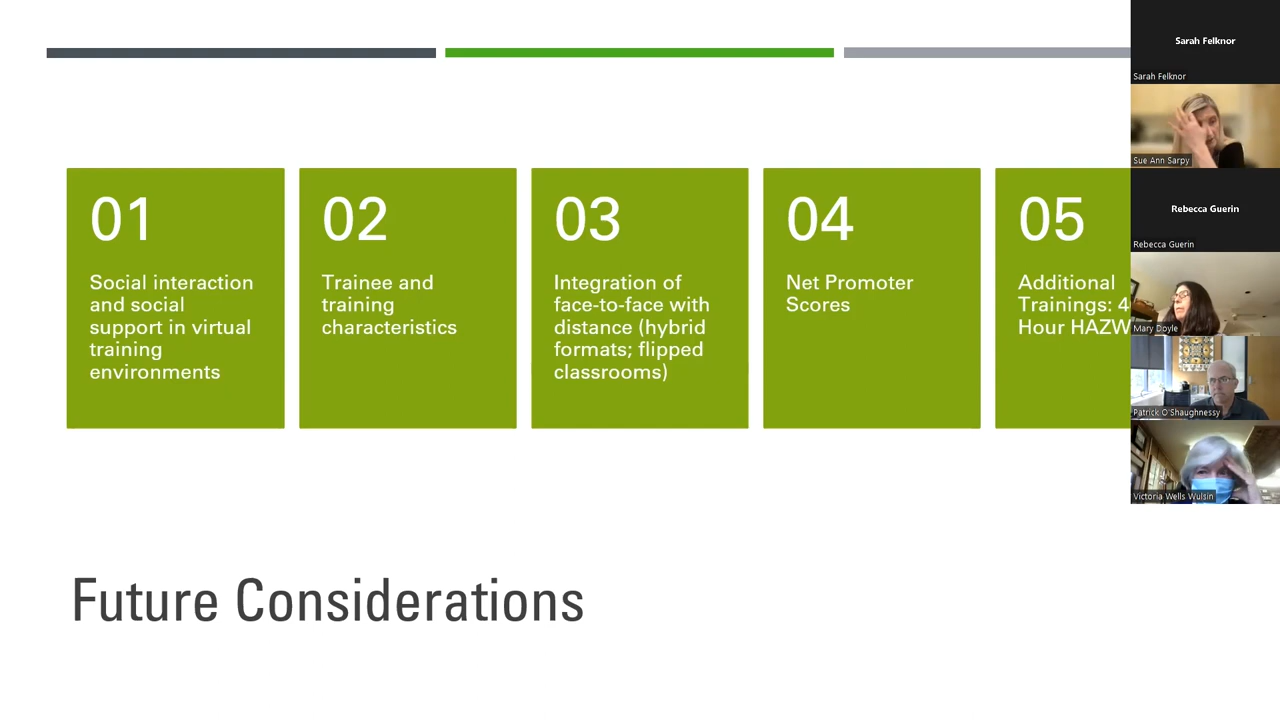 01
Social interaction
and social
support in virtual
training
environments
02
Trainee and
training
characteristics
03
Integration of
face-to-face with
distance (hybrid
formats; flipped
classrooms)
04
Net Promoter
Scores
05
Additional
Trainings: 4
Hour HAZW
Future Considerations
Sarah Felknor
Sarah Felknor
Sue Ann Sarpy
Rebecca Guerin
Rebecca Guerin
Mary Doyle
Patrick O'Shaughnessy
Victoria Wells Wulsin